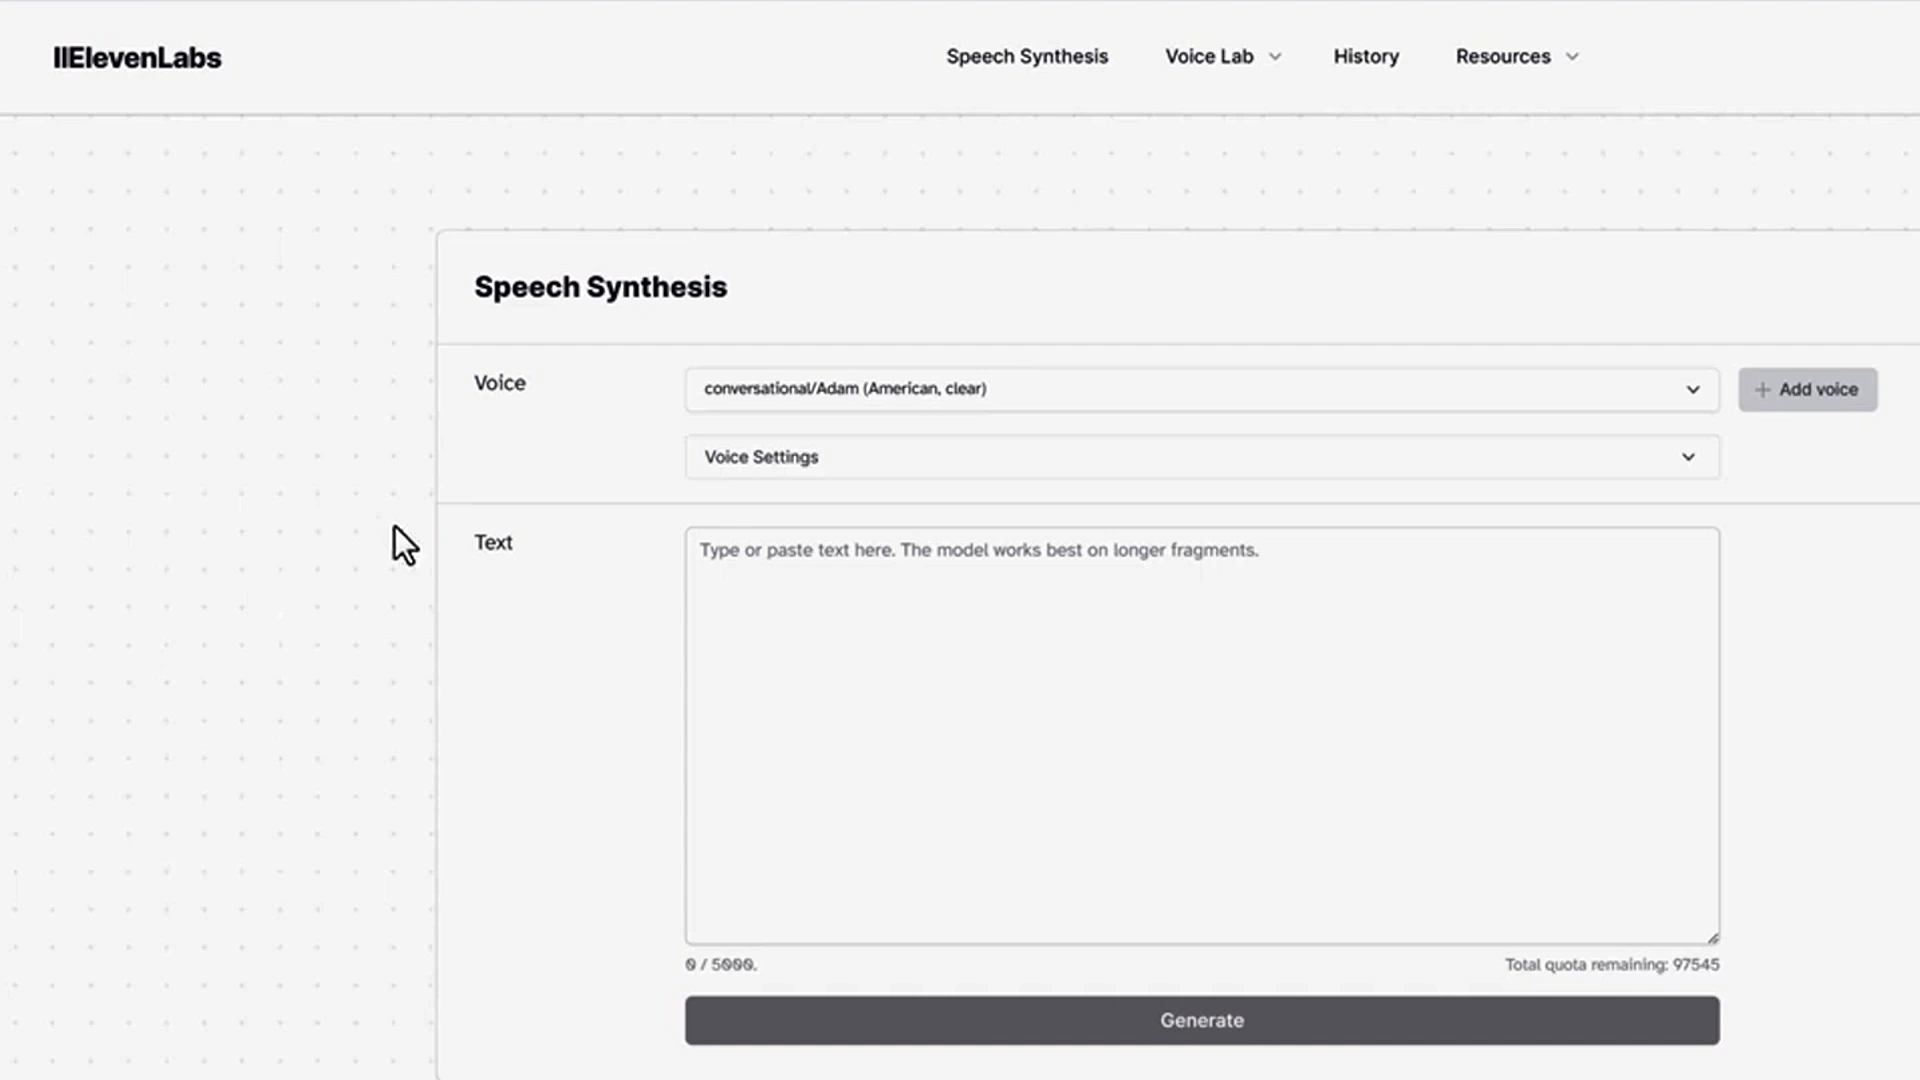 IIElevenLabs
Speech Synthesis
Voice Lab
History
Resources
Speech Synthesis
Voice
conversational/Adam (American, clear)
+ Add voice
Voice Settings
Text
Type or paste text here. The model works best on longer fragments.
0 / 5000.
Total quota remaining: 97545
Generate